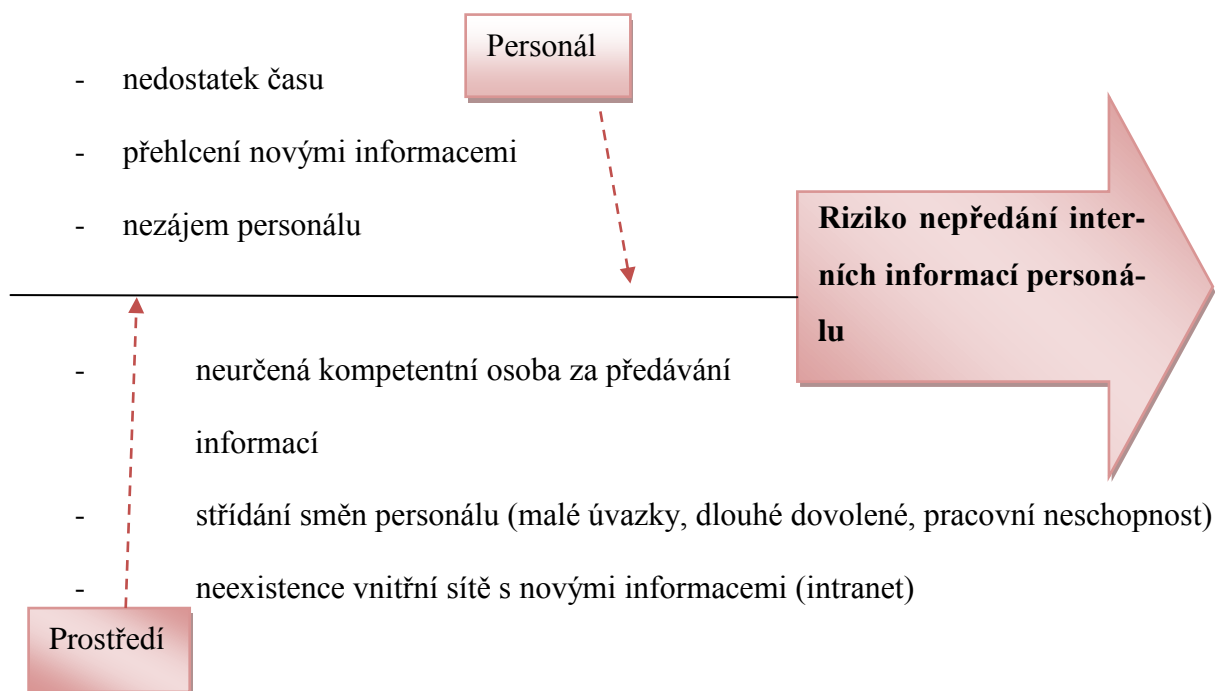 Personál
- nedostatek času
- přehlcení novými informacemi
- nezájem personálu
Riziko nepředání inter-
ních informací personá-
lu
- neurčená kompetentní osoba za předávání
informací
- střídání směn personálu (malé úvazky, dlouhé dovolené, pracovní neschopnost)
- neexistence vnitřní sítě s novými informacemi (intranet)
Prostředí